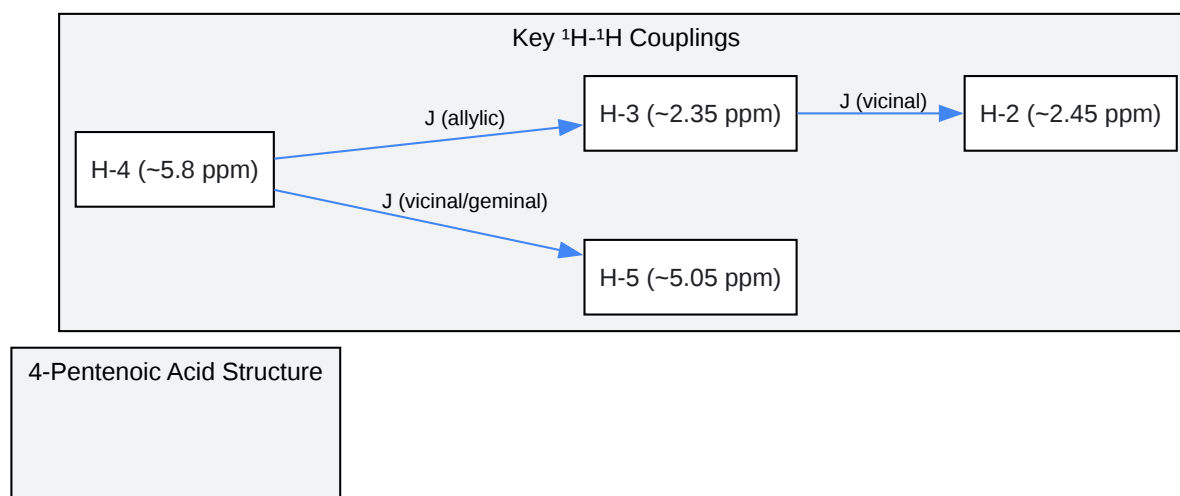 Key ¹H-¹H Couplings
J (allylic)
H-3 (~2.35 ppm)
J (vicinal)
H-2 (~2.45 ppm)
H-4 (~5.8 ppm)
J (vicinal/geminal)
H-5 (~5.05 ppm)
4-Pentenoic Acid Structure